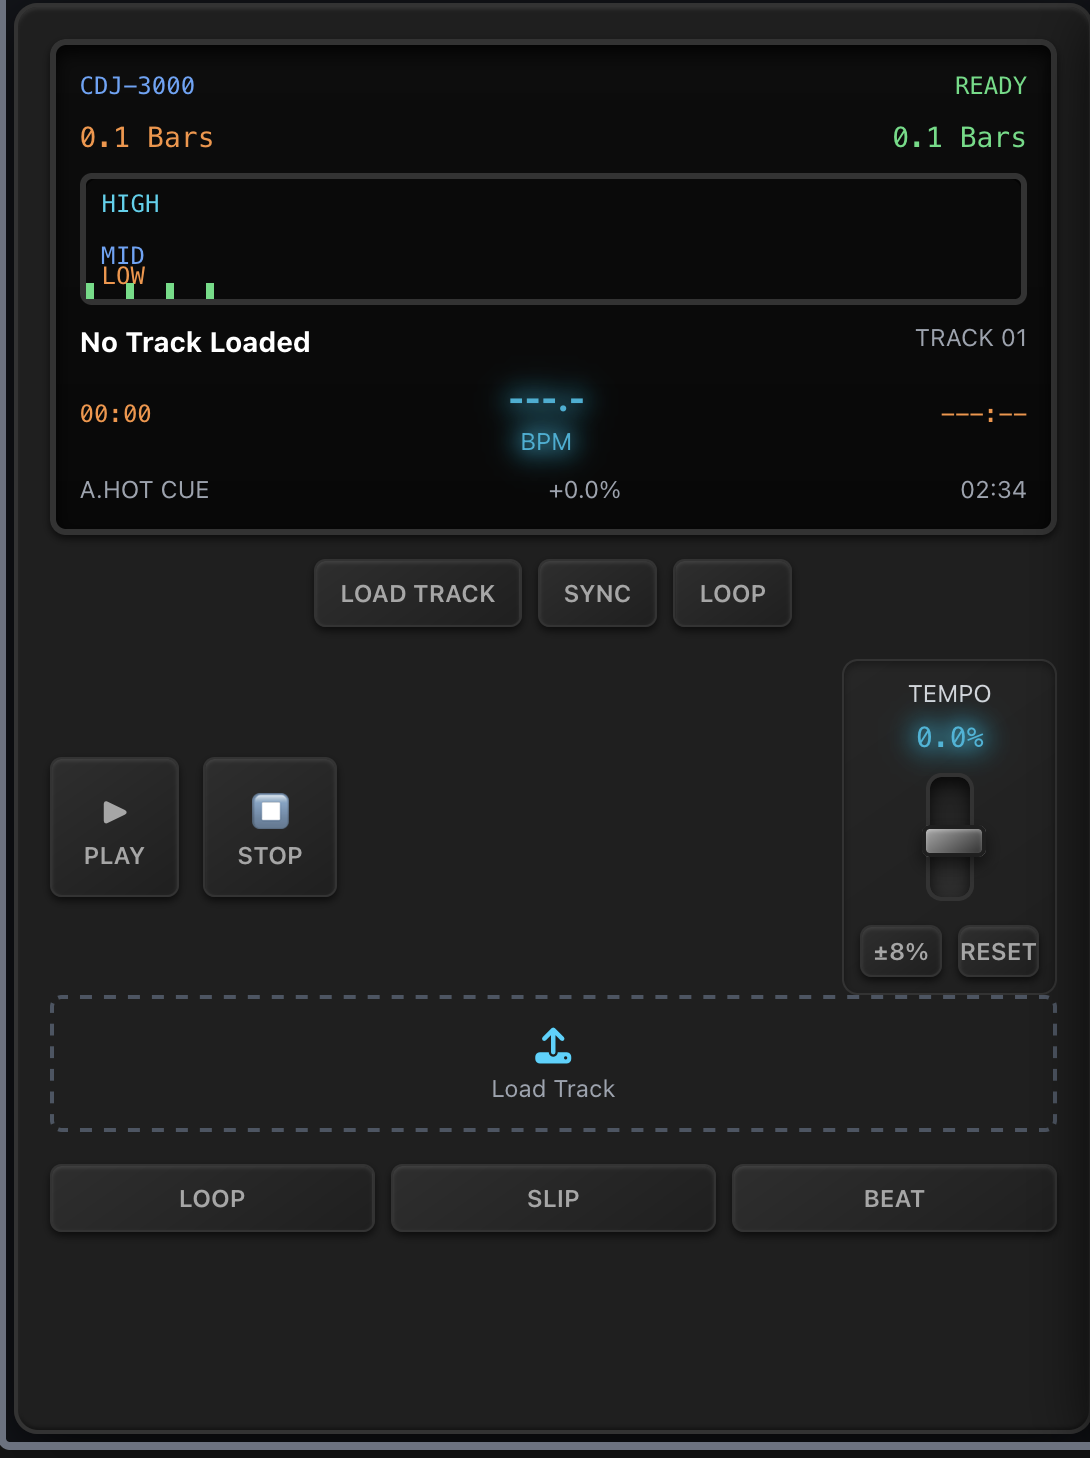 CDJ-3000 READY
0.1 Bars 0.1 Bars
HIGH
MID
LOW
No Track Loaded TRACK 01
---.-
00:00 ---:--
BPM
A.HOT CUE +0.0% 02:34
LOAD TRACK SYNC LOOP
TEMPO
0.0%
PLAY STOP
±8% RESET
Load Track
LOOP SLIP BEAT